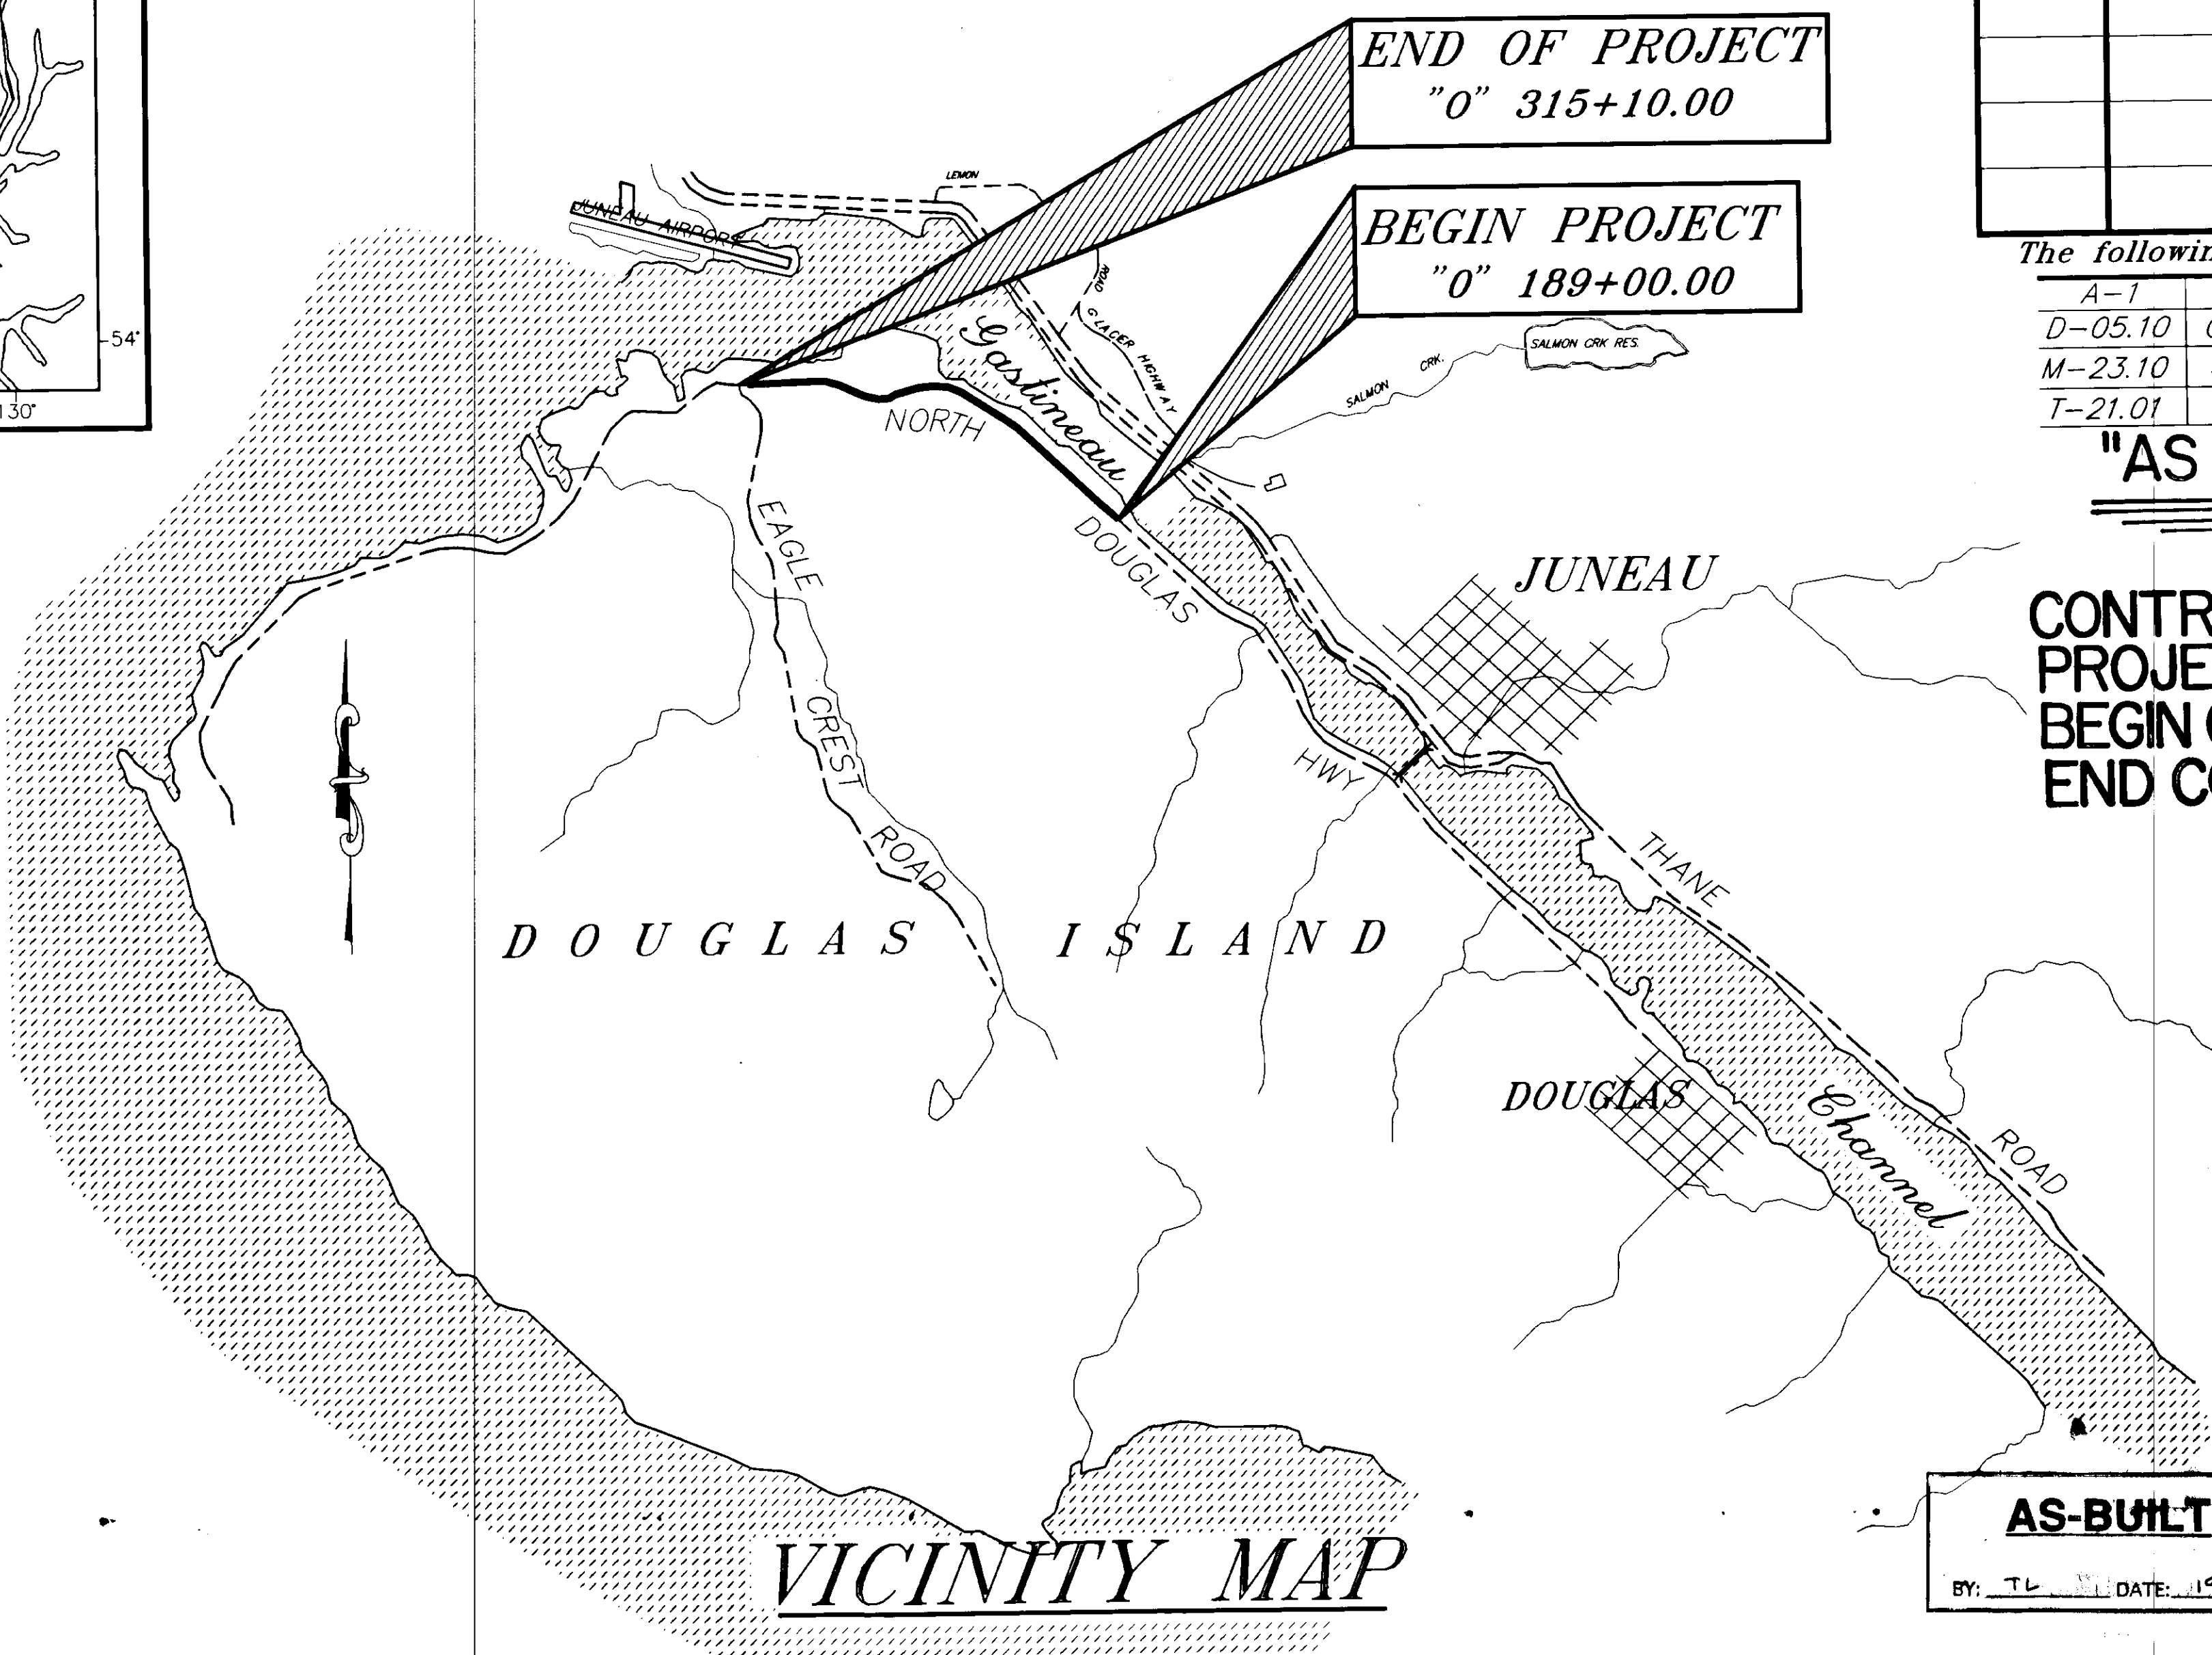 END OF PROJECT
"O" 315+10.00
BEGIN PROJECT
"O" 189+00.00
The followin
A-1
D-05.10
M-23.10
T-21.01
"AS
54°
130°
LEMON
ROAD
JUNEAU AIRPORT
GLACER HIGHWAY
SALMON CRK.
SALMON CRK RES.
Gastineau
NORTH
DOUGLAS
HWY
EAGLE
CREST
ROAD
JUNEAU
CONTR
PROJE
BEGIN
END CO
THANE
ROAD
DOUGLAS ISLAND
DOUGLAS
Channel
VICINITY MAP
AS-BUILT
BY: TL DATE: 19